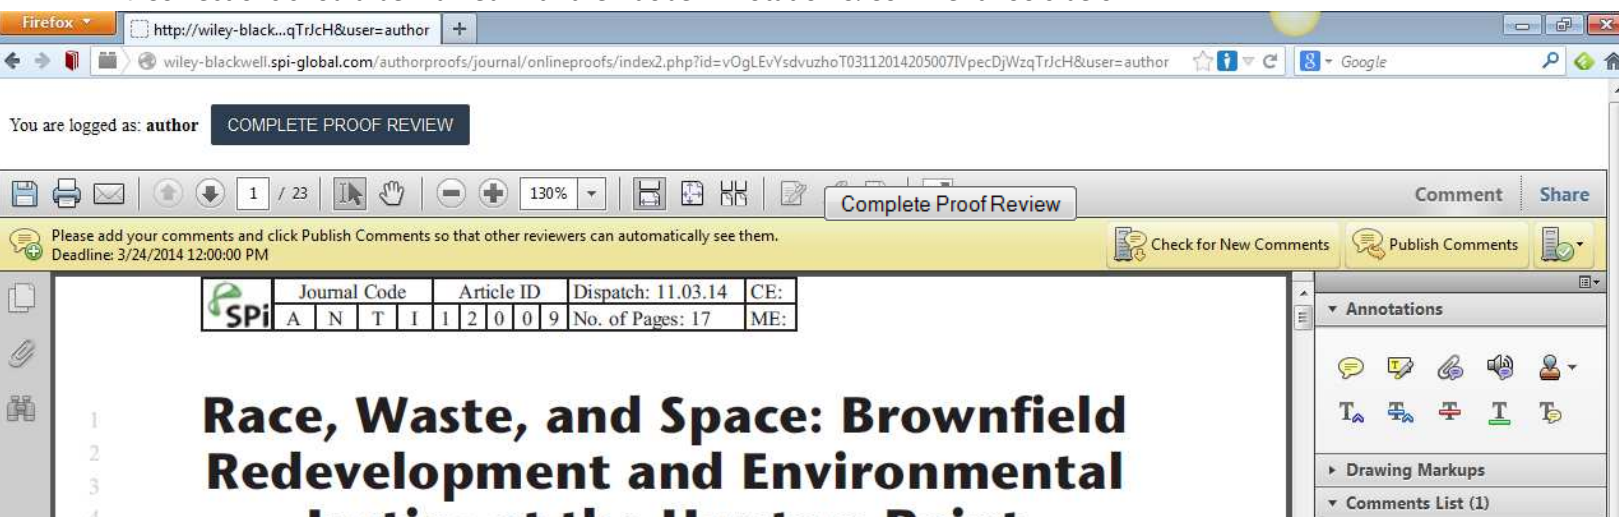 Firefox
http://wiley-black...qTrJcH&user=author
wiley-blackwell.spi-global.com/authorproofs/journal/onlineproofs/index2.php?id=vOgLEvYsdvuzhoT03112014205007IVpecDjWzqTrJcH&user=author
Google
You are logged as: author COMPLETE PROOF REVIEW
1 / 23 130% Complete Proof Review Comment Share
Please add your comments and click Publish Comments so that other reviewers can automatically see them.
Deadline: 3/24/2014 12:00:00 PM
Check for New Comments Publish Comments
SPi
Journal Code Article ID Dispatch: 11.03.14 CE:
A N T I 1 2 0 0 9 No. of Pages: 17 ME:
Annotations
1 Race, Waste, and Space: Brownfield
2
3 Redevelopment and Environmental
Drawing Markups
Comments List (1)